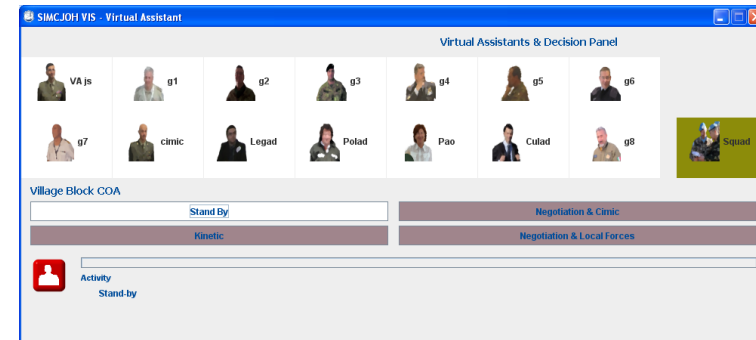 SIMCJOH VIS - Virtual Assistant
Virtual Assistants & Decision Panel
VA js g1 g2 g3 g4 g5 g6
g7 cimic Legad Polad Pao Culad g8 Squad
Village Block COA
Stand By Negotiation & Cimic
Kinetic Negotiation & Local Forces
Activity
Stand-by